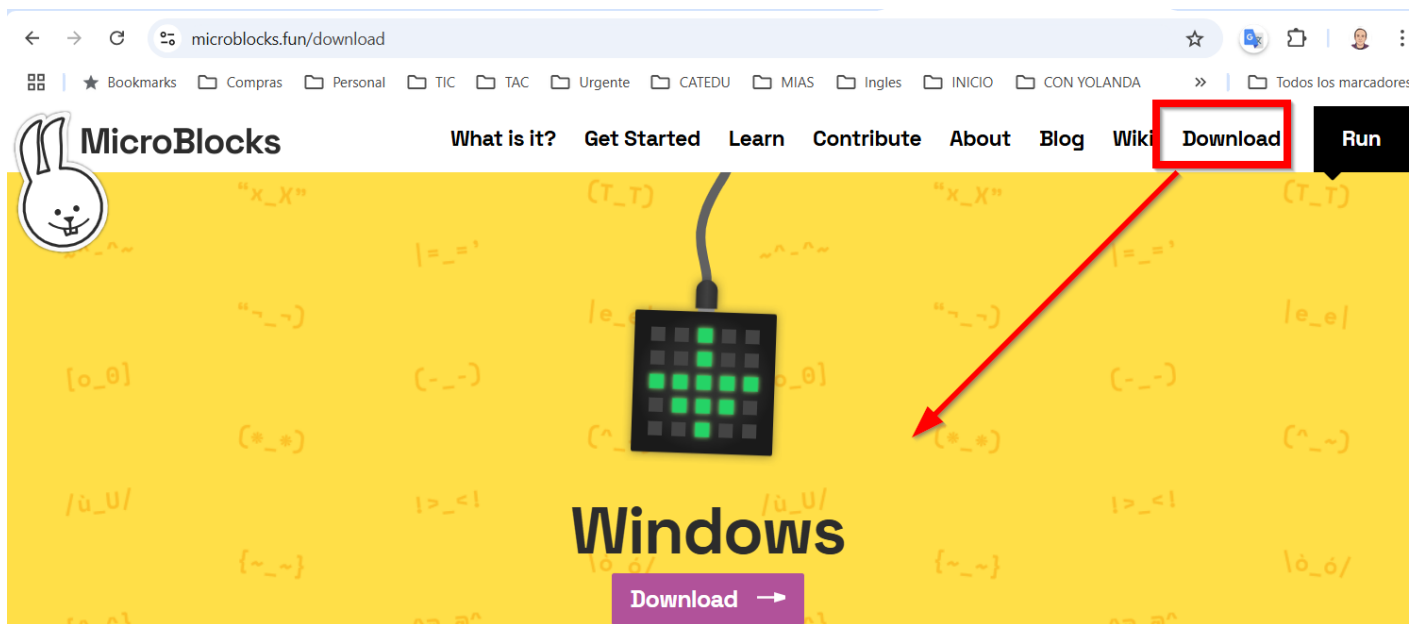 microblocks.fun/download
Bookmarks Compras Personal TIC TAC Urgente CATEDU MIAS Ingles INICIO CON YOLANDA » Todos los marcadores
MicroBlocks What is it? Get Started Learn Contribute About Blog Wiki Download Run
"x_X" (T_T) "x_X" (T_T)
|=_=' ~^-^~ |=_='
"¬_¬) "¬_¬) |e_e|
[o_0] (-_-) (-_-)
(*_*) (*_*) (^_~)
/ù_U/ !>_<! /ù_U/ !>_<!
Windows
{~_~} {~_~} \ò_ó/
Download →